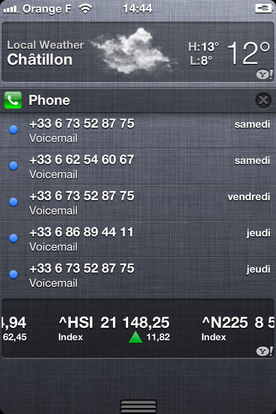 Orange F 14:44
Local Weather
Châtillon
H:13° L:8° 12°
Y!
Phone
+33 6 73 52 87 75 samedi
Voicemail
+33 6 62 54 60 67 samedi
Voicemail
+33 6 73 52 87 75 vendredi
Voicemail
+33 6 86 89 44 11 jeudi
Voicemail
+33 6 73 52 87 75 jeudi
Voicemail
4,94 ^HSI 21 148,25 ^N225 8 5
62,45 Index 11,82 Index
Y!